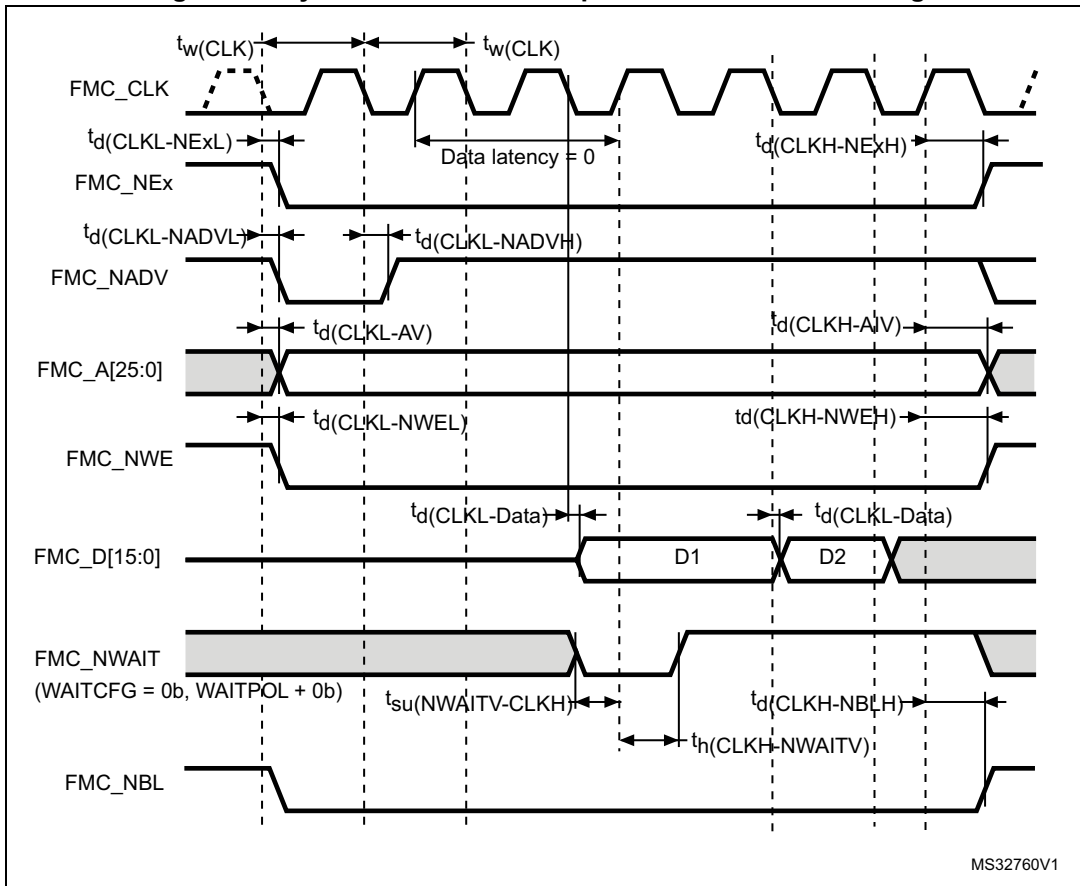 tw(CLK) tw(CLK)
FMC_CLK
td(CLKL-NExL) Data latency = 0 td(CLKH-NExH)
FMC_NEx
td(CLKL-NADVL) td(CLKL-NADVH)
FMC_NADV
td(CLKL-AV) td(CLKH-AIV)
FMC_A[25:0]
td(CLKL-NWEL) td(CLKH-NWEH)
FMC_NWE
td(CLKL-Data) td(CLKL-Data)
FMC_D[15:0] D1 D2
FMC_NWAIT
(WAITCFG = 0b, WAITPOL + 0b)
tsu(NWAITV-CLKH) td(CLKH-NBLH)
th(CLKH-NWAITV)
FMC_NBL
MS32760V1